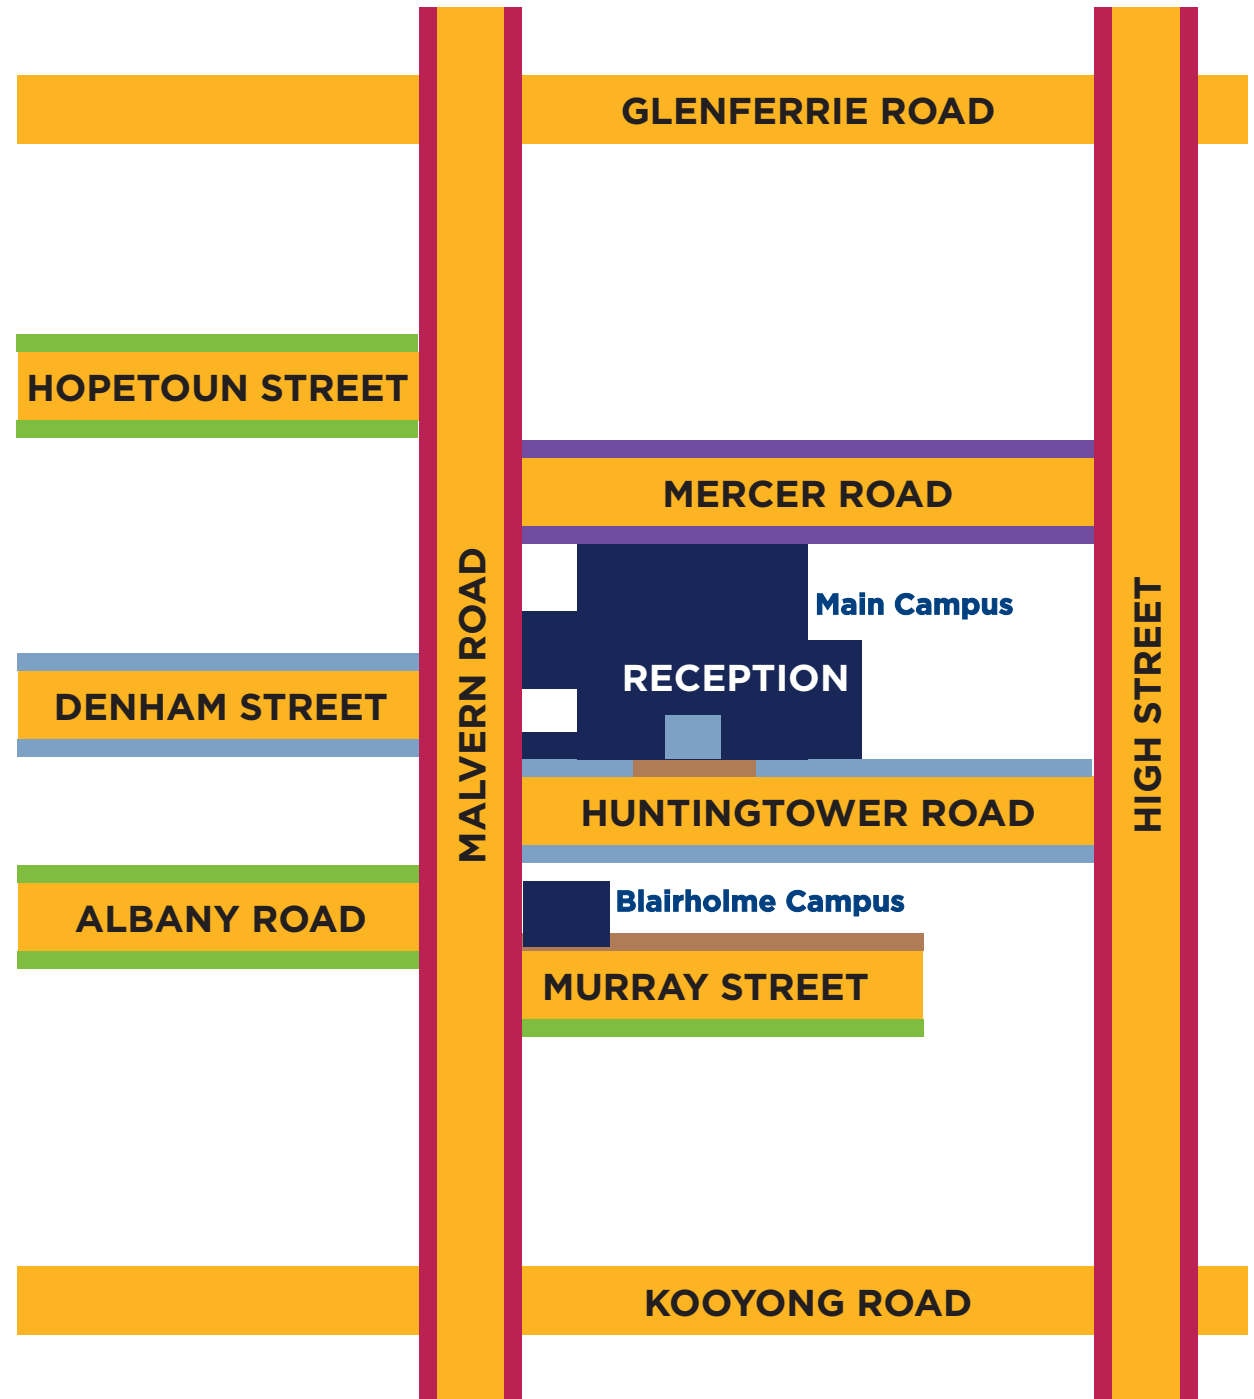 GLENFERRIE ROAD
HOPETOUN STREET
MERCER ROAD
MALVERN ROAD
HIGH STREET
Main Campus
RECEPTION
DENHAM STREET
HUNTINGTOWER ROAD
Blairholme Campus
ALBANY ROAD
MURRAY STREET
KOOYONG ROAD